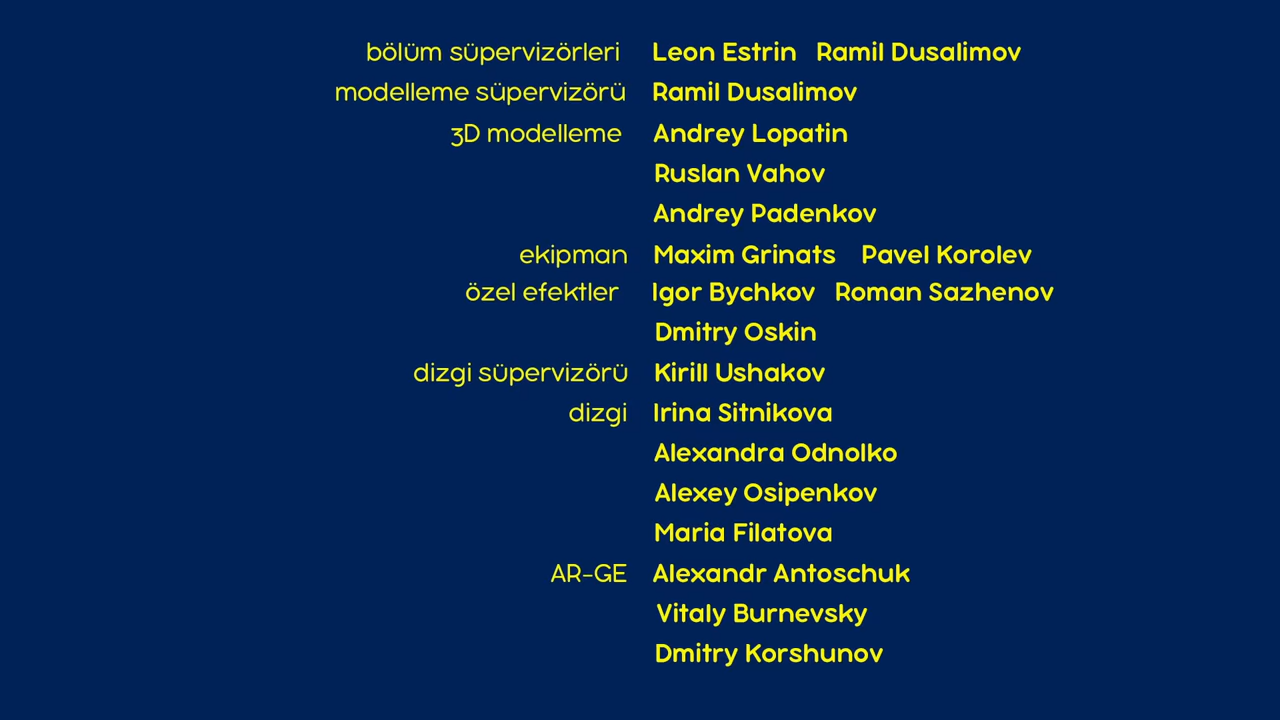 bölüm süpervizörleri Leon Estrin Ramil Dusalimov
modelleme süpervizörü Ramil Dusalimov
3D modelleme Andrey Lopatin
Ruslan Vahov
Andrey Padenkov
ekipman Maxim Grinats Pavel Korolev
özel efektler Igor Bychkov Roman Sazhenov
Dmitry Oskin
dizgi süpervizörü Kirill Ushakov
dizgi Irina Sitnikova
Alexandra Odnolko
Alexey Osipenkov
Maria Filatova
AR-GE Alexandr Antoschuk
Vitaly Burnevsky
Dmitry Korshunov